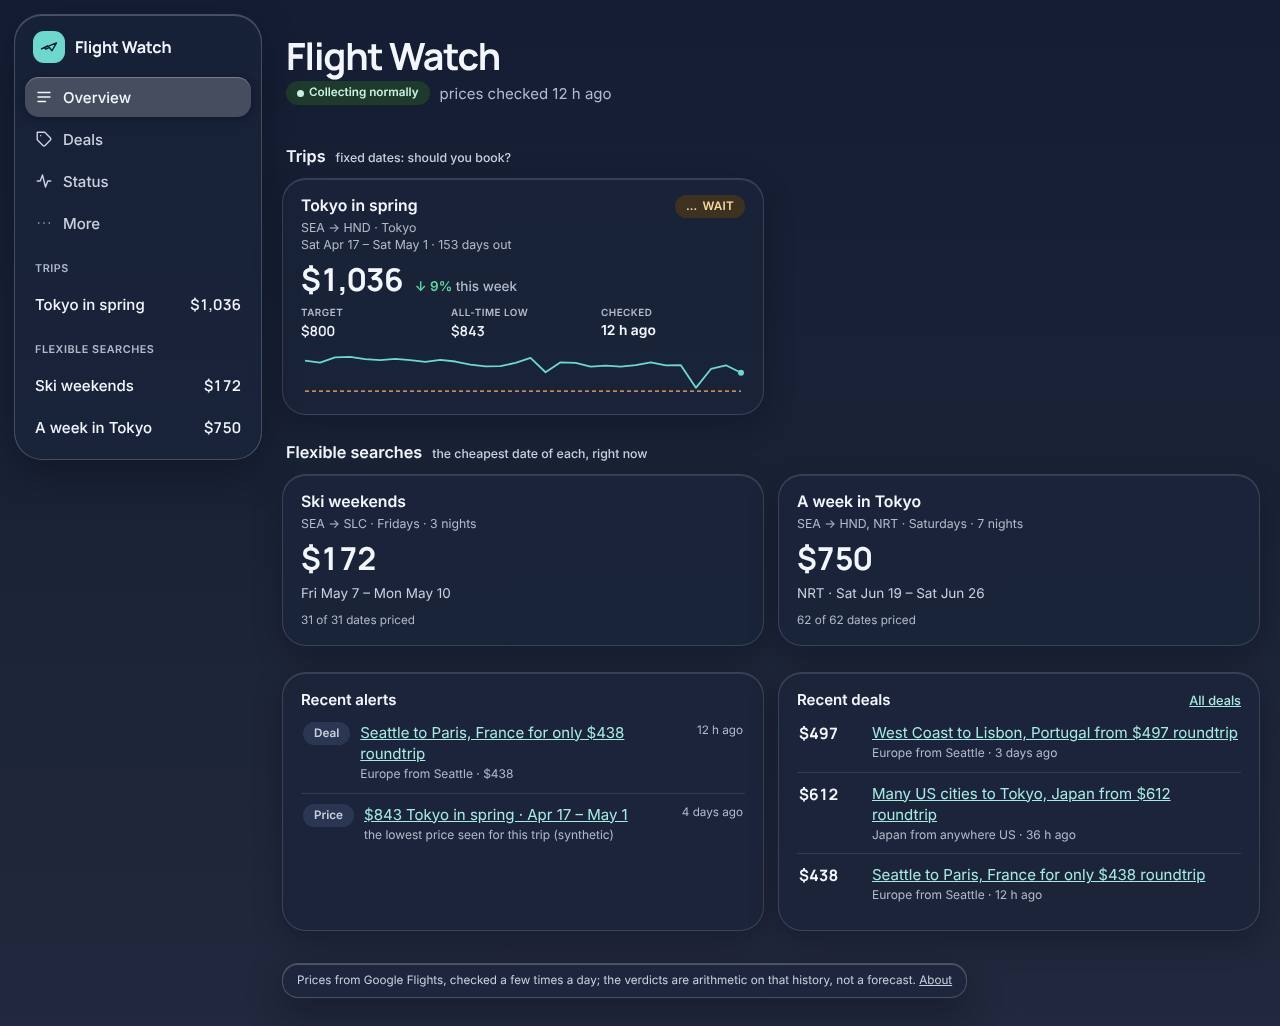 Flight Watch
Overview
Deals
Status
More
TRIPS
Tokyo in spring $1,036
FLEXIBLE SEARCHES
Ski weekends $172
A week in Tokyo $750
Flight Watch
Collecting normally prices checked 12 h ago
Trips fixed dates: should you book?
Tokyo in spring ... WAIT
SEA → HND · Tokyo
Sat Apr 17 – Sat May 1 · 153 days out
$1,036 ↓ 9% this week
TARGET ALL-TIME LOW CHECKED
$800 $843 12 h ago
Flexible searches the cheapest date of each, right now
Ski weekends
SEA → SLC · Fridays · 3 nights
$172
Fri May 7 – Mon May 10
31 of 31 dates priced
A week in Tokyo
SEA → HND, NRT · Saturdays · 7 nights
$750
NRT · Sat Jun 19 – Sat Jun 26
62 of 62 dates priced
Recent alerts
Deal Seattle to Paris, France for only $438 12 h ago
roundtrip
Europe from Seattle · $438
Price $843 Tokyo in spring · Apr 17 – May 1 4 days ago
the lowest price seen for this trip (synthetic)
Recent deals All deals
$497 West Coast to Lisbon, Portugal from $497 roundtrip
Europe from Seattle · 3 days ago
$612 Many US cities to Tokyo, Japan from $612
roundtrip
Japan from anywhere US · 36 h ago
$438 Seattle to Paris, France for only $438 roundtrip
Europe from Seattle · 12 h ago
Prices from Google Flights, checked a few times a day; the verdicts are arithmetic on that history, not a forecast. About